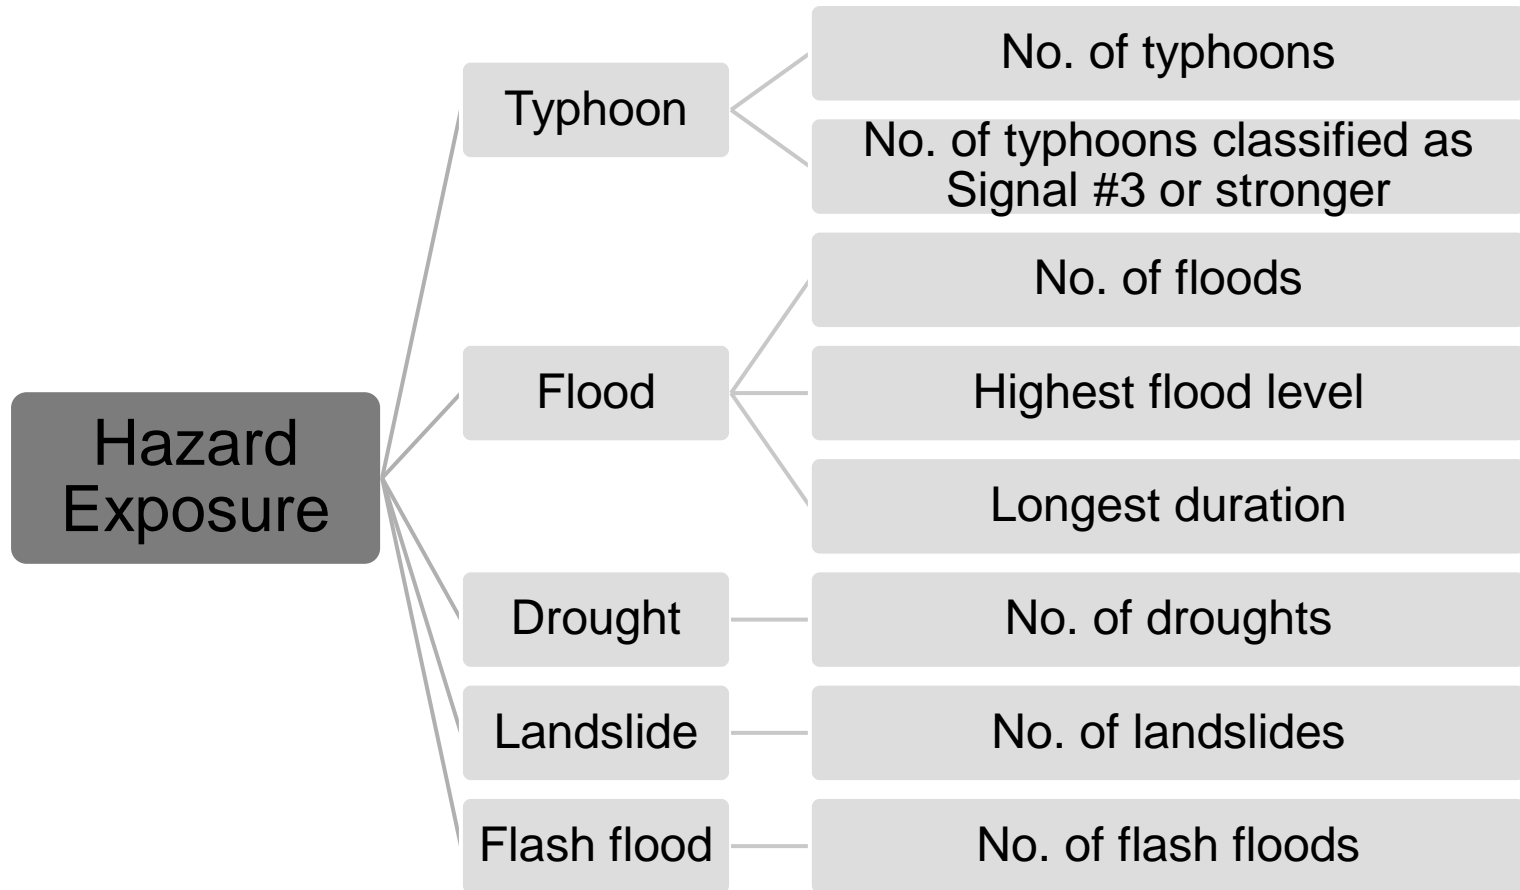 Hazard
Exposure
Typhoon
No. of typhoons
No. of typhoons classified as
Signal #3 or stronger
Flood
No. of floods
Highest flood level
Longest duration
Drought
No. of droughts
Landslide
No. of landslides
Flash flood
No. of flash floods